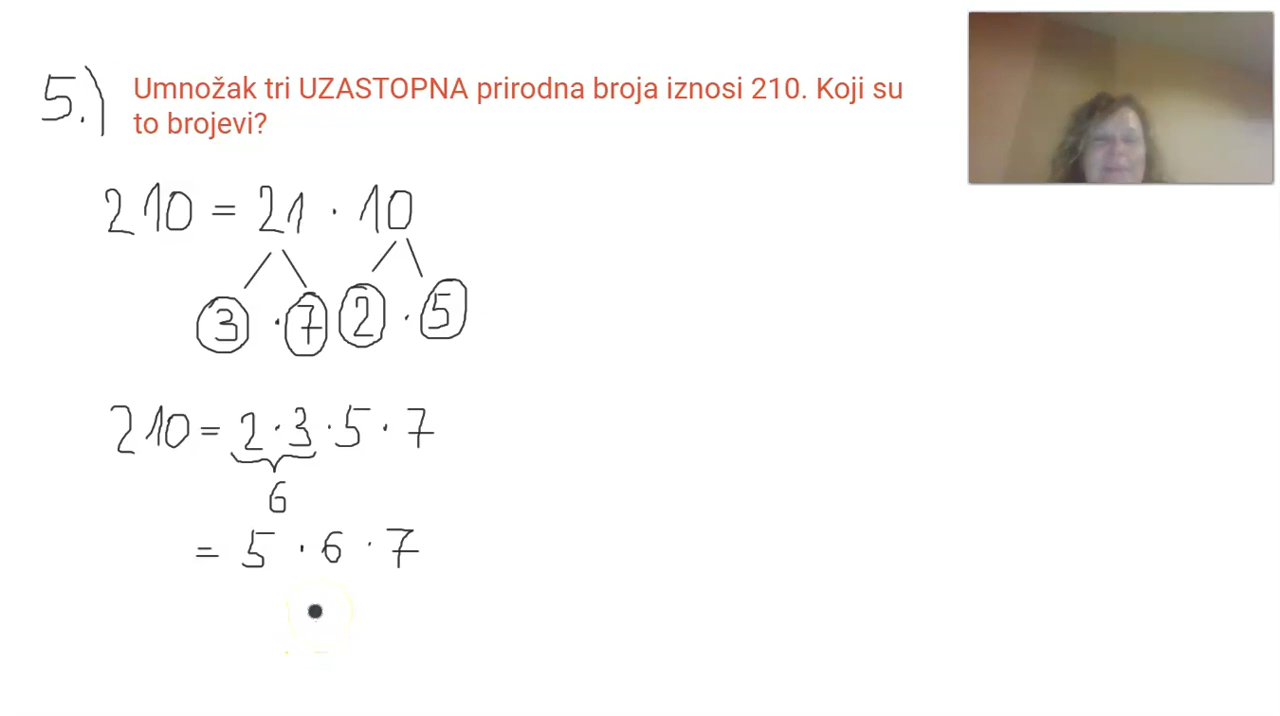 5.) Umnožak tri UZASTOPNA prirodna broja iznosi 210. Koji su
to brojevi?
210 = 21 · 10
3 · 7 2 · 5
210 = 2 · 3 · 5 · 7
6
= 5 · 6 · 7